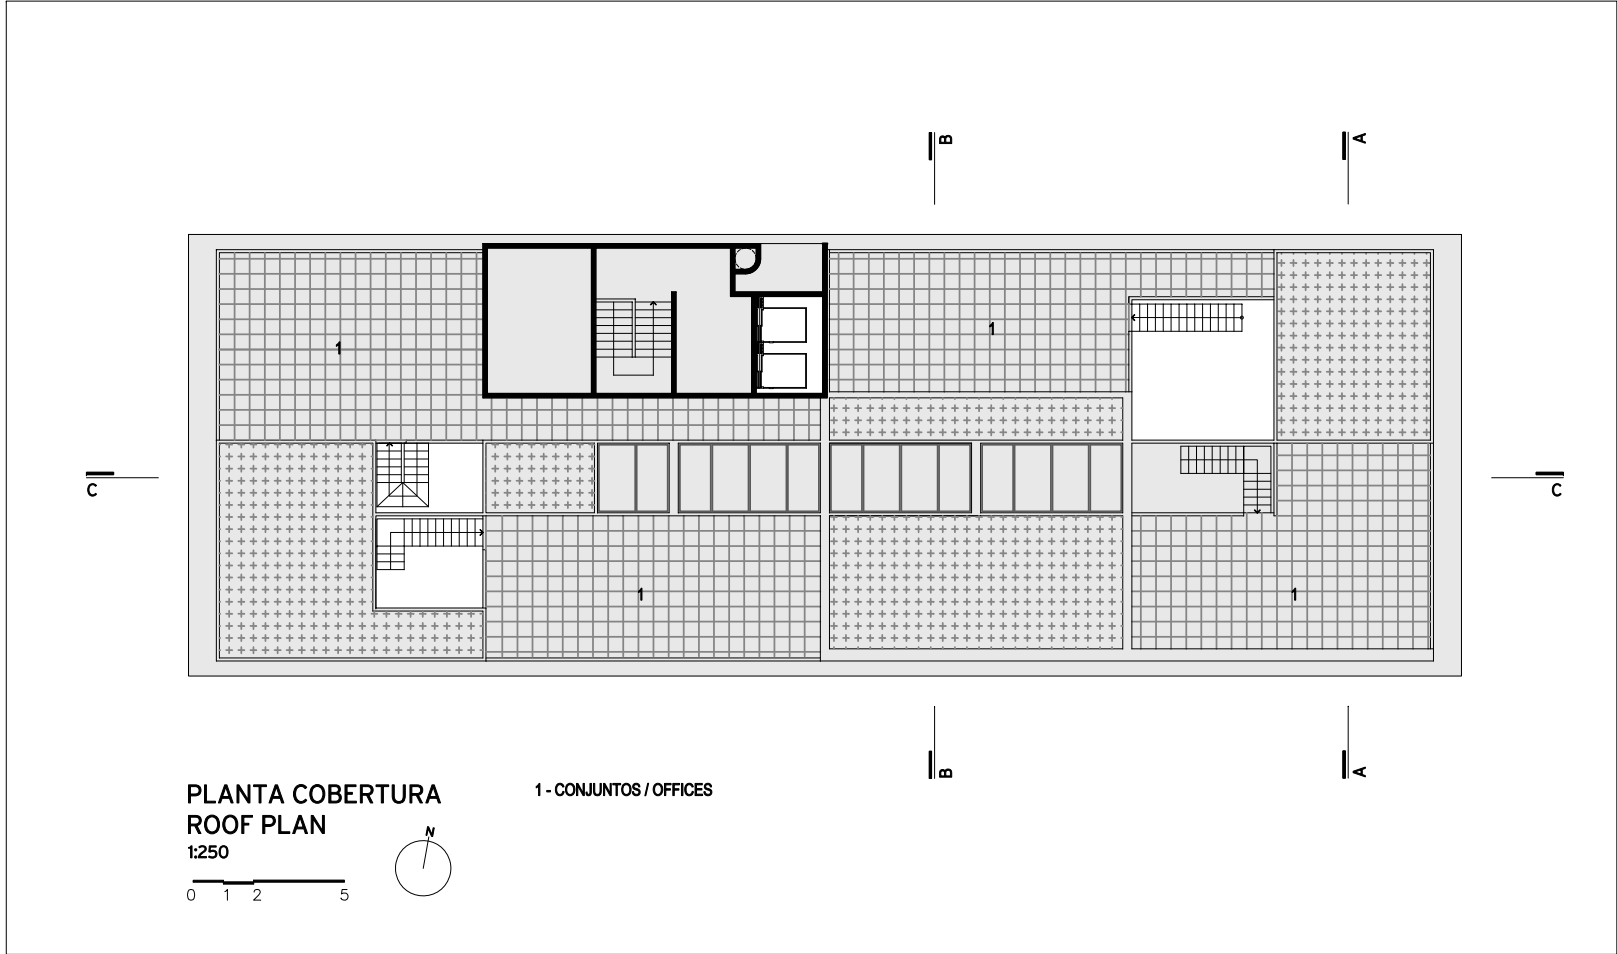 B
A
1
1
C
C
1
1
B
A
PLANTA COBERTURA
ROOF PLAN
1:250
0 1 2 5
N
1 - CONJUNTOS / OFFICES